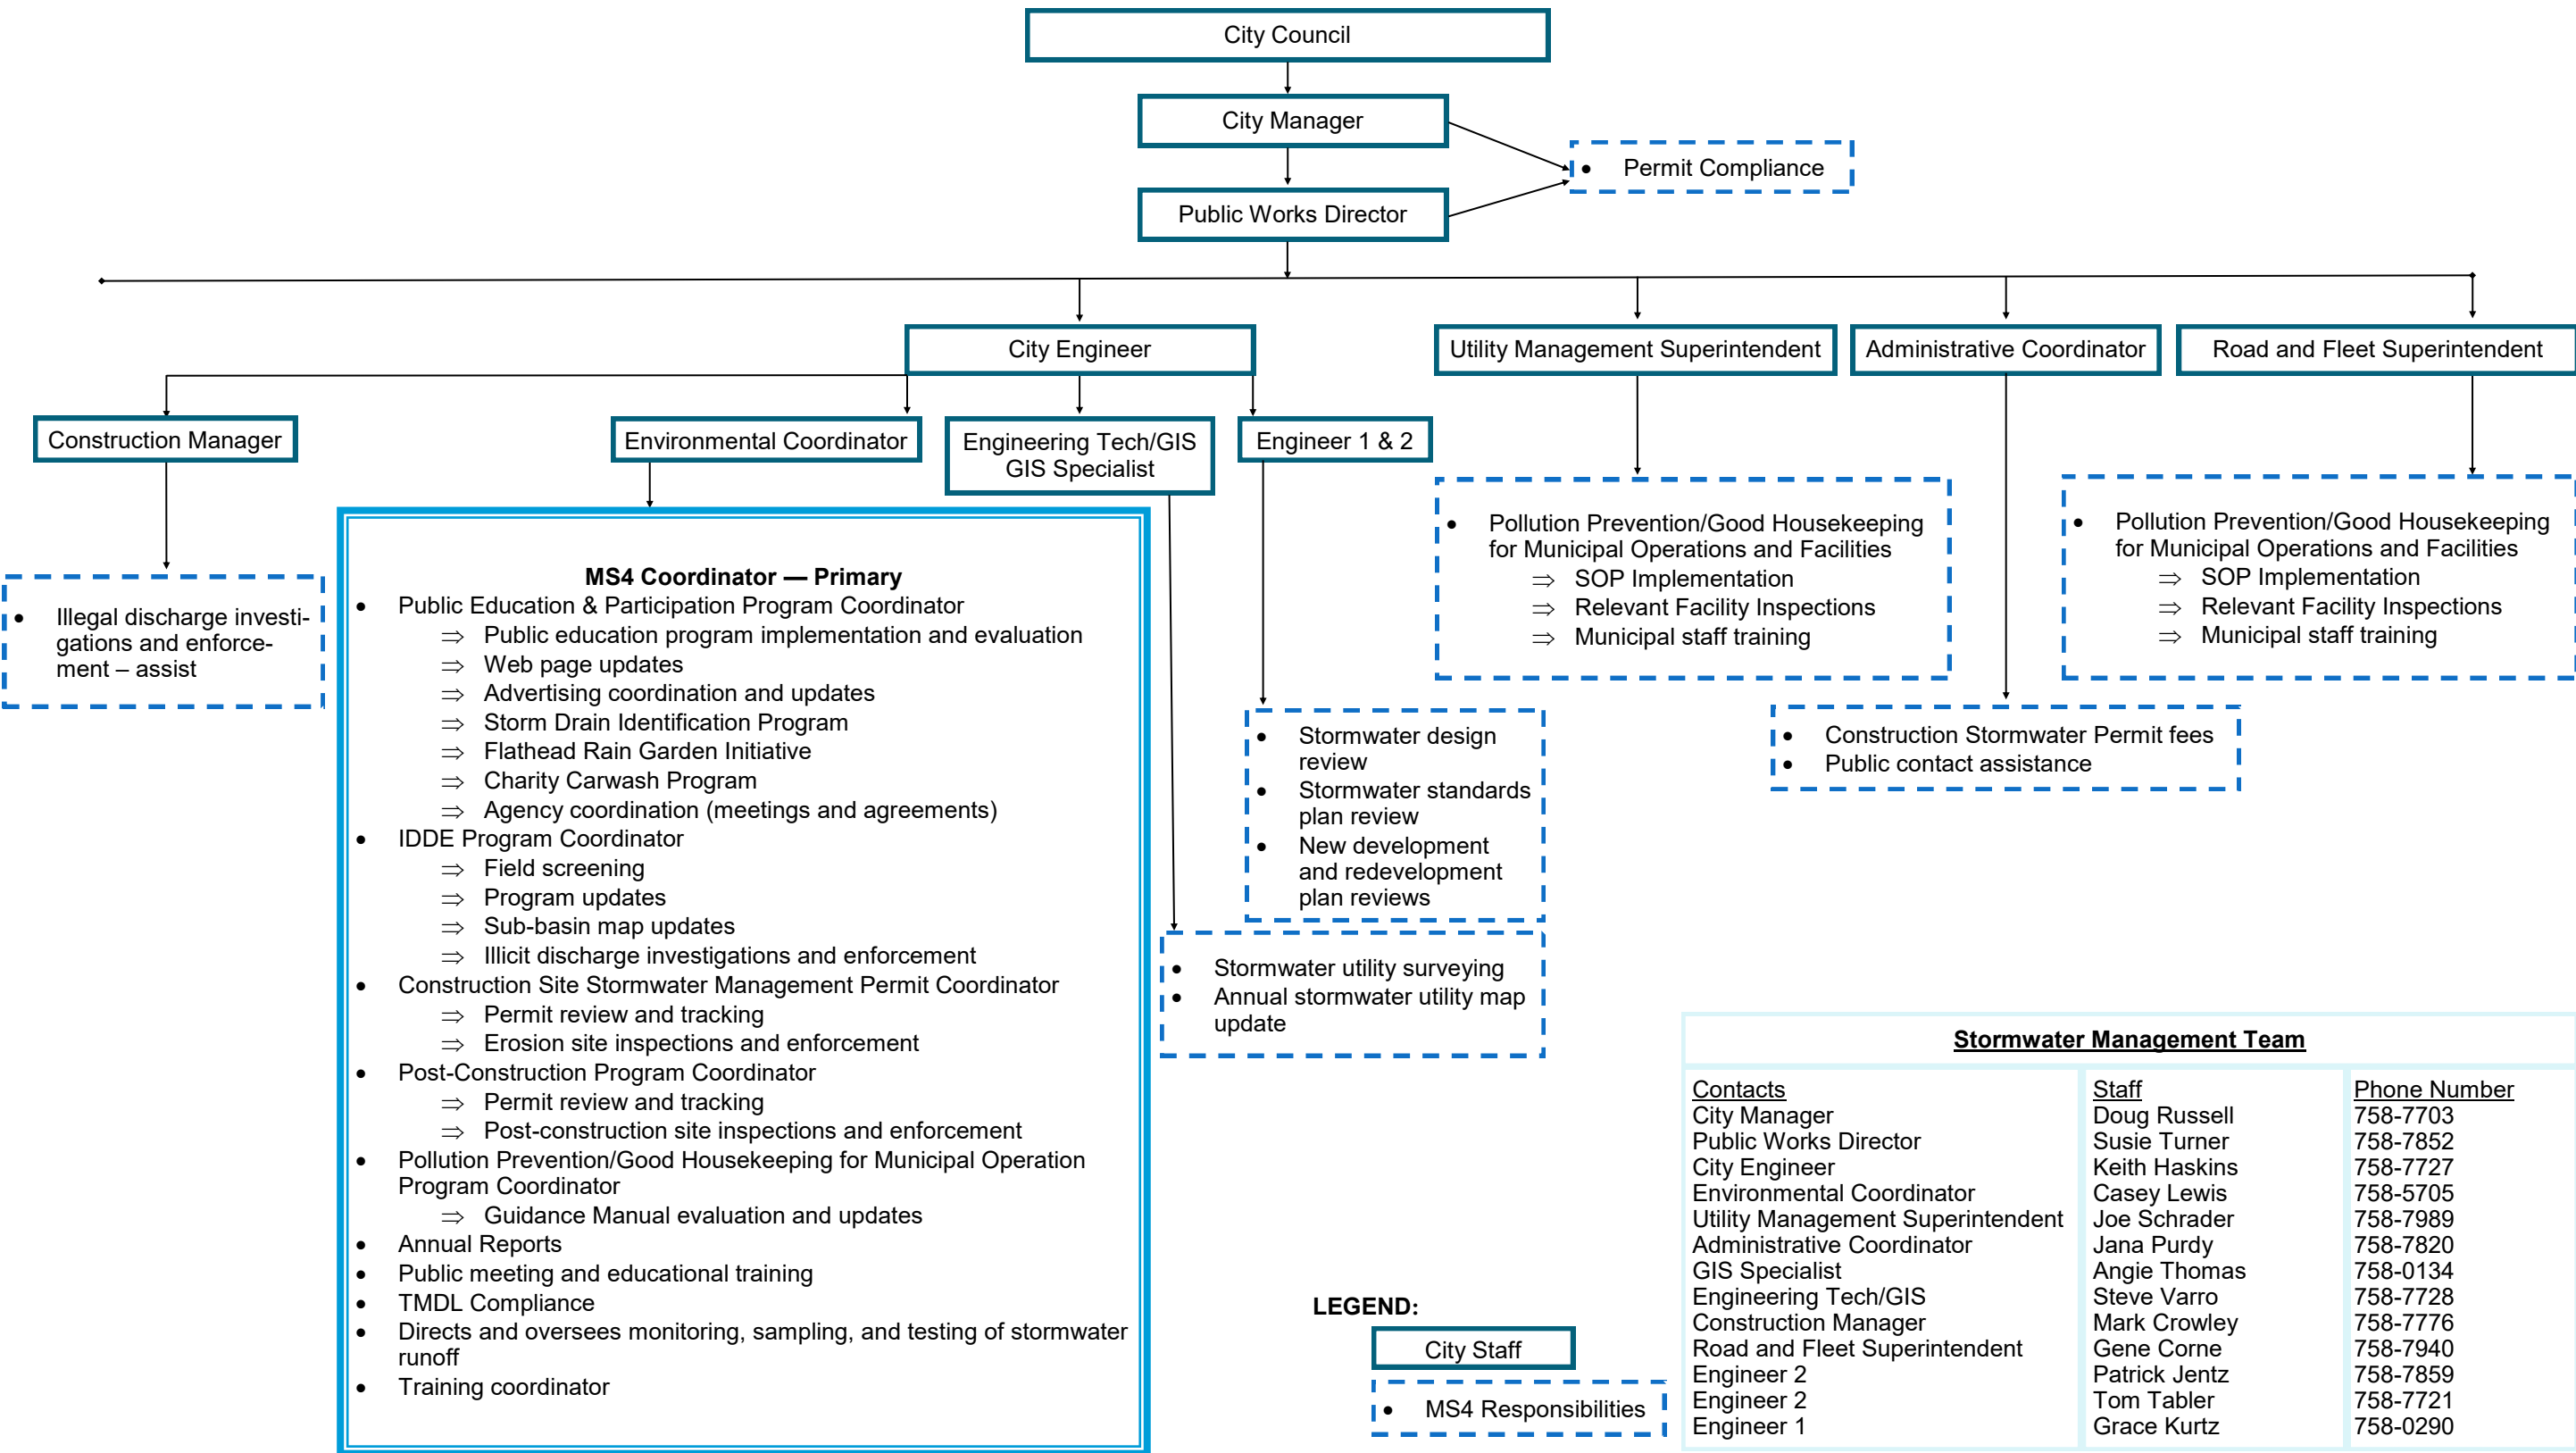 City Council
City Manager
• Permit Compliance
Public Works Director
City Engineer
Utility Management Superintendent
Administrative Coordinator
Road and Fleet Superintendent
Construction Manager
Environmental Coordinator
Engineering Tech/GIS
GIS Specialist
Engineer 1 & 2
• Illegal discharge investi-
gations and enforce-
ment – assist
MS4 Coordinator — Primary
• Public Education & Participation Program Coordinator
⇒ Public education program implementation and evaluation
⇒ Web page updates
⇒ Advertising coordination and updates
⇒ Storm Drain Identification Program
⇒ Flathead Rain Garden Initiative
⇒ Charity Carwash Program
⇒ Agency coordination (meetings and agreements)
• IDDE Program Coordinator
⇒ Field screening
⇒ Program updates
⇒ Sub-basin map updates
⇒ Illicit discharge investigations and enforcement
• Construction Site Stormwater Management Permit Coordinator
⇒ Permit review and tracking
⇒ Erosion site inspections and enforcement
• Post-Construction Program Coordinator
⇒ Permit review and tracking
⇒ Post-construction site inspections and enforcement
• Pollution Prevention/Good Housekeeping for Municipal Operation
Program Coordinator
⇒ Guidance Manual evaluation and updates
• Annual Reports
• Public meeting and educational training
• TMDL Compliance
• Directs and oversees monitoring, sampling, and testing of stormwater
runoff
• Training coordinator
• Stormwater utility surveying
• Annual stormwater utility map
update
• Stormwater design
review
• Stormwater standards
plan review
• New development
and redevelopment
plan reviews
• Pollution Prevention/Good Housekeeping
for Municipal Operations and Facilities
⇒ SOP Implementation
⇒ Relevant Facility Inspections
⇒ Municipal staff training
• Construction Stormwater Permit fees
• Public contact assistance
• Pollution Prevention/Good Housekeeping
for Municipal Operations and Facilities
⇒ SOP Implementation
⇒ Relevant Facility Inspections
⇒ Municipal staff training
LEGEND:
City Staff
• MS4 Responsibilities
Stormwater Management Team
Contacts Staff Phone Number
City Manager Doug Russell 758-7703
Public Works Director Susie Turner 758-7852
City Engineer Keith Haskins 758-7727
Environmental Coordinator Casey Lewis 758-5705
Utility Management Superintendent Joe Schrader 758-7989
Administrative Coordinator Jana Purdy 758-7820
GIS Specialist Angie Thomas 758-0134
Engineering Tech/GIS Steve Varro 758-7728
Construction Manager Mark Crowley 758-7776
Road and Fleet Superintendent Gene Corne 758-7940
Engineer 2 Patrick Jentz 758-7859
Engineer 2 Tom Tabler 758-7721
Engineer 1 Grace Kurtz 758-0290